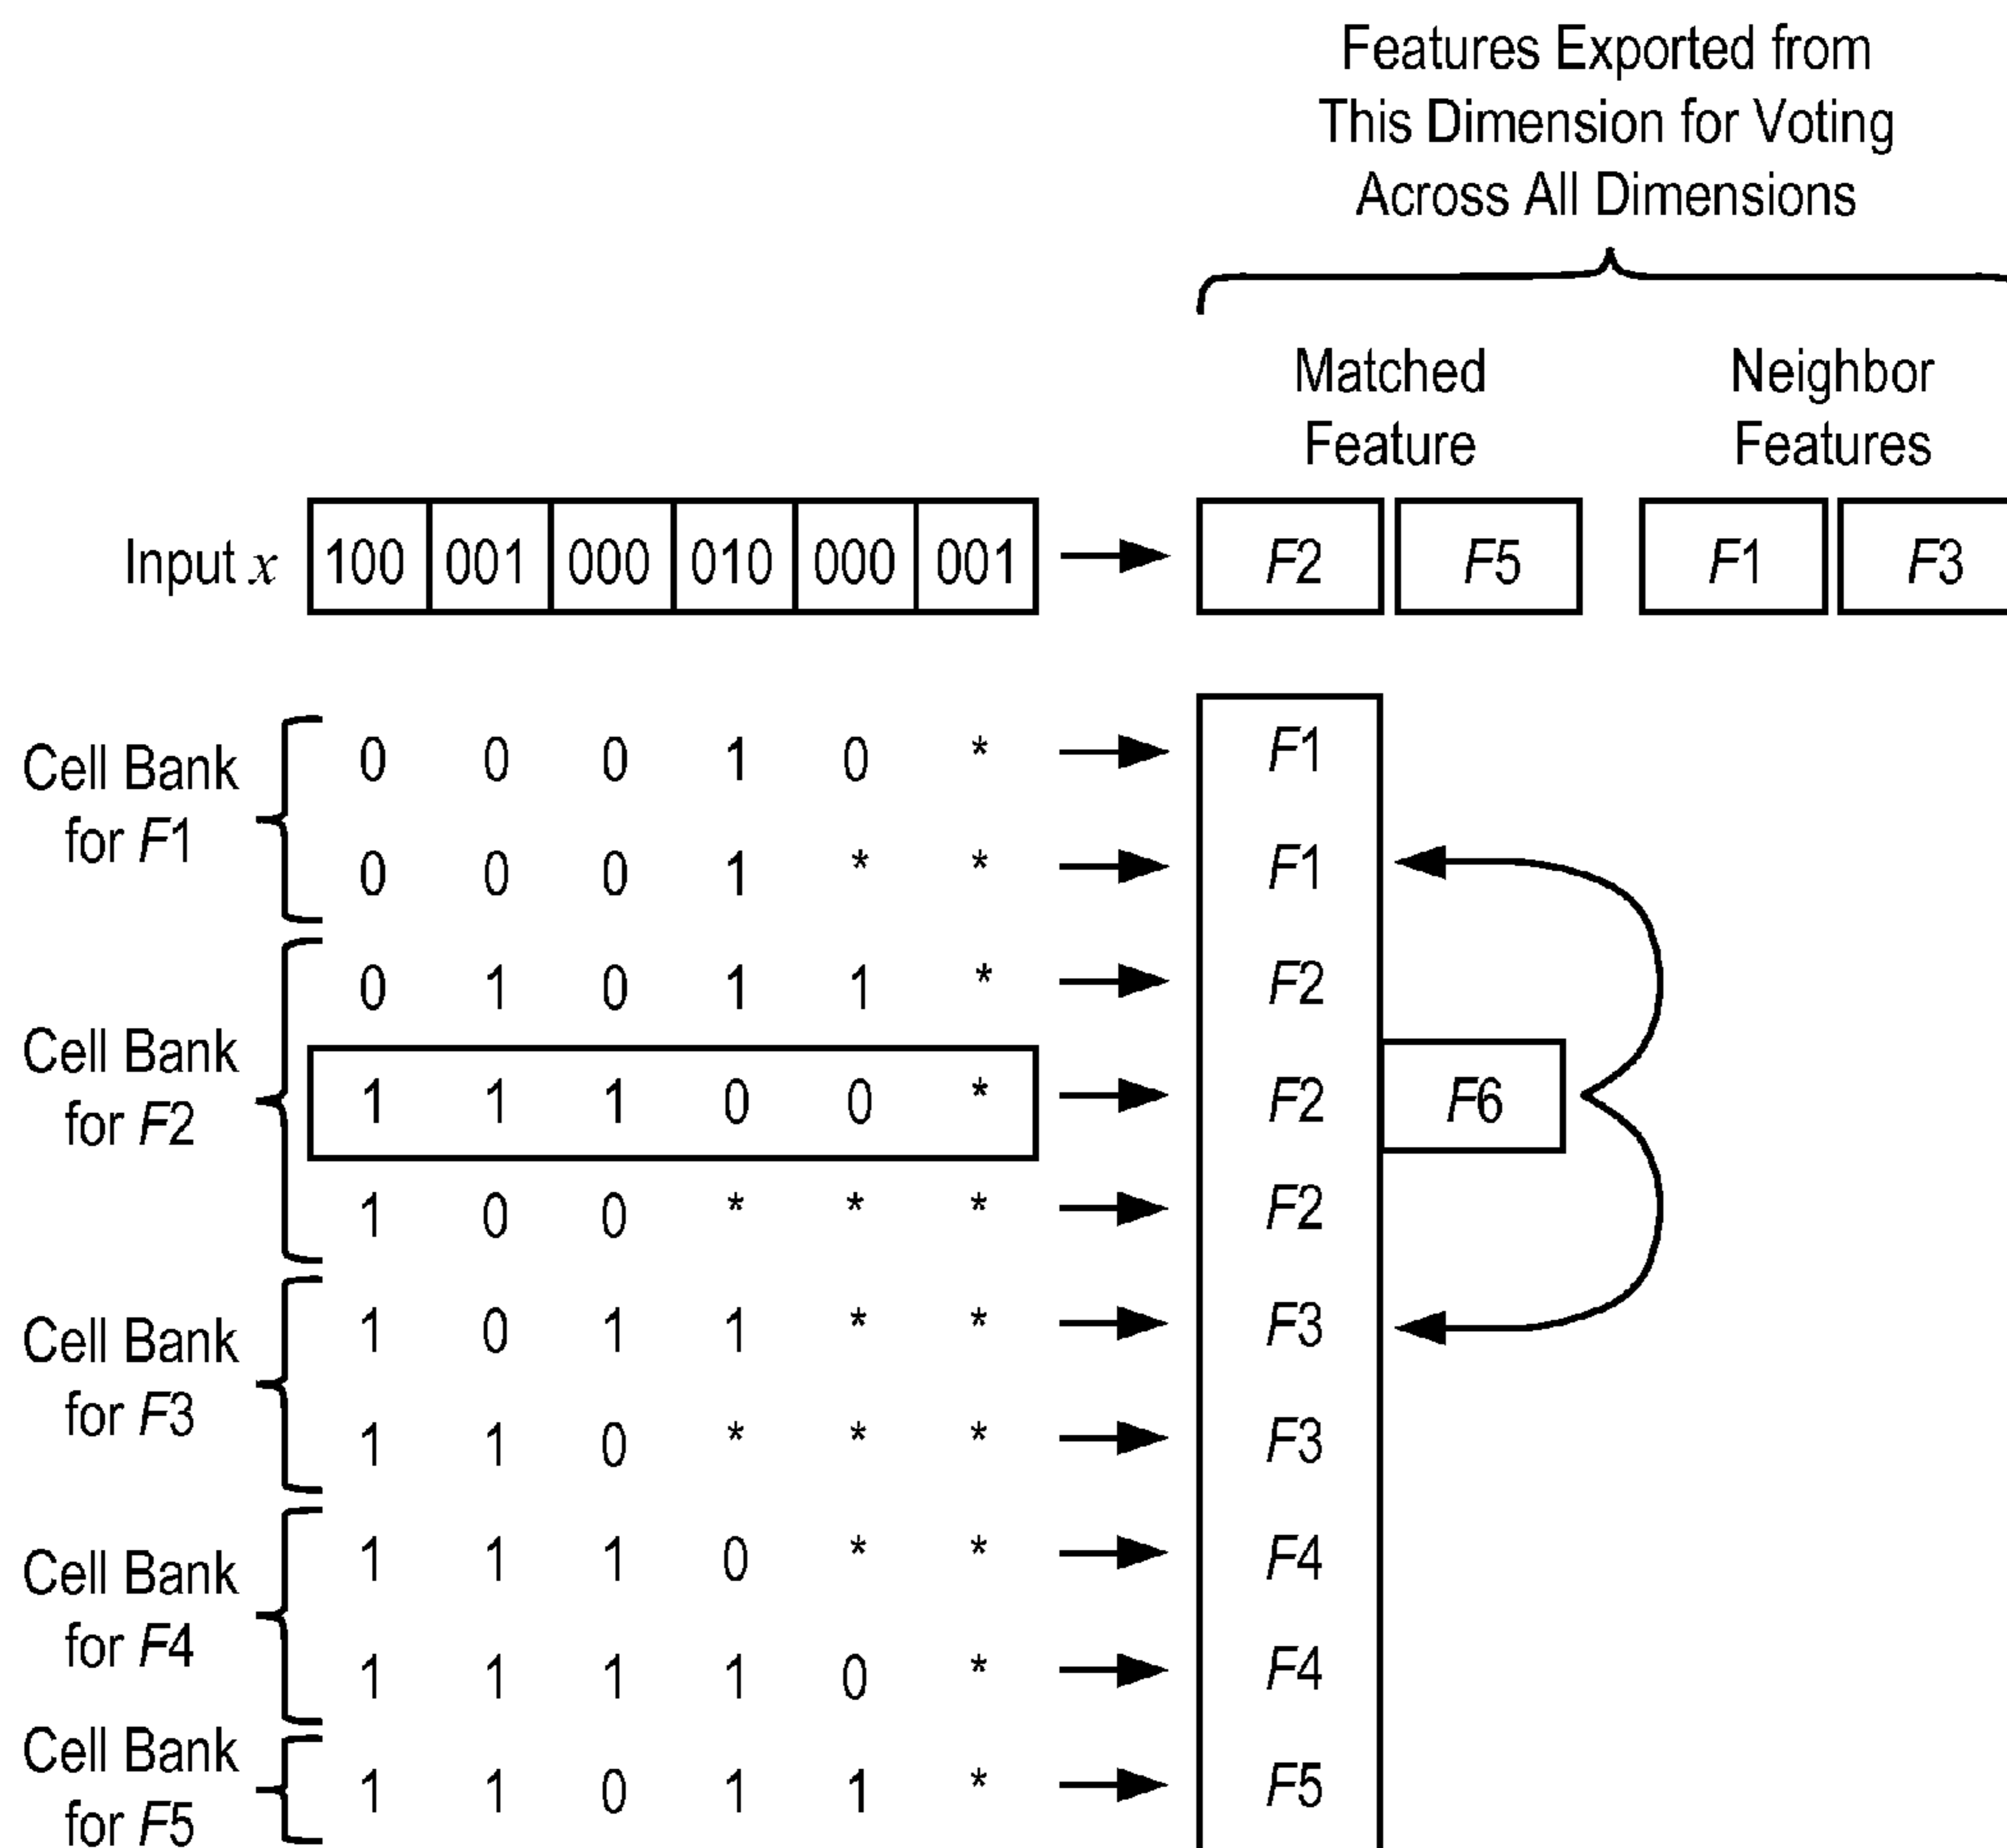 Features Exported from
This Dimension for Voting
Across All Dimensions
Matched
Feature
Neighbor
Features
Input x 100 001 000 010 000 001 F2 F5 F1 F3
Cell Bank
for F1
0 0 0 1 0 * F1
0 0 0 1 * * F1
Cell Bank
for F2
0 1 0 1 1 * F2
1 1 1 0 0 * F2 F6
1 0 0 * * * F2
Cell Bank
for F3
1 0 1 1 * * F3
1 1 0 * * * F3
Cell Bank
for F4
1 1 1 0 * * F4
1 1 1 1 0 * F4
Cell Bank
for F5
1 1 0 1 1 * F5